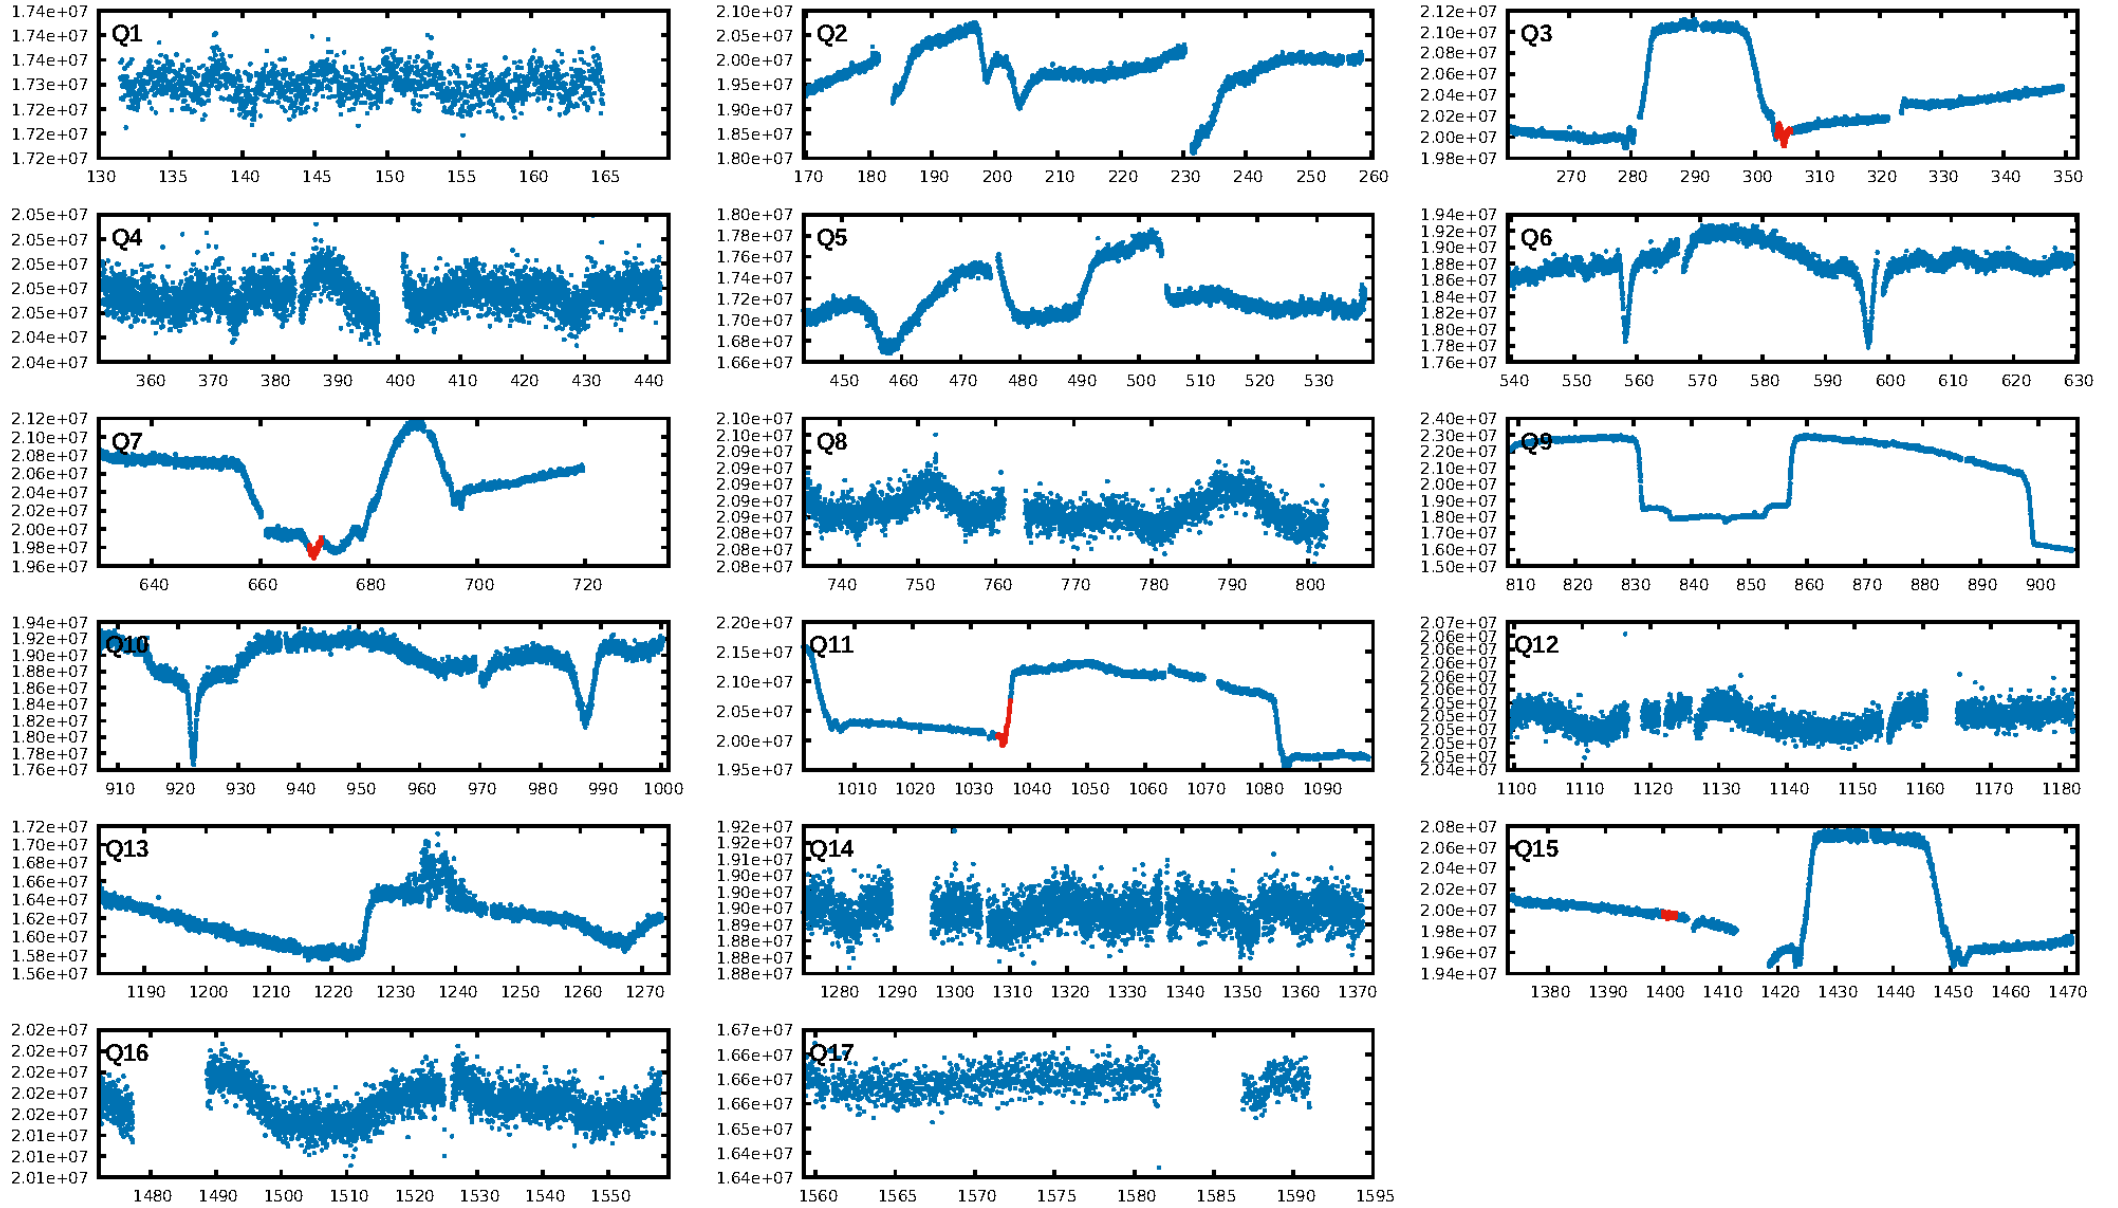 Q1
1.74e+07
1.74e+07
1.74e+07
1.73e+07
1.72e+07
1.72e+07
1.72e+07
130 135 140 145 150 155 160 165
Q2
2.10e+07
2.05e+07
2.00e+07
1.95e+07
1.90e+07
1.85e+07
1.80e+07
170 180 190 200 210 220 230 240 250 260
Q3
2.12e+07
2.10e+07
2.08e+07
2.06e+07
2.04e+07
2.02e+07
2.00e+07
1.98e+07
270 280 290 300 310 320 330 340 350
Q4
2.05e+07
2.05e+07
2.05e+07
2.05e+07
2.05e+07
2.04e+07
2.04e+07
360 370 380 390 400 410 420 430 440
Q5
1.80e+07
1.78e+07
1.76e+07
1.74e+07
1.72e+07
1.70e+07
1.68e+07
1.66e+07
450 460 470 480 490 500 510 520 530
Q6
1.94e+07
1.92e+07
1.90e+07
1.88e+07
1.86e+07
1.84e+07
1.82e+07
1.80e+07
1.78e+07
1.76e+07
540 550 560 570 580 590 600 610 620 630
Q7
2.12e+07
2.10e+07
2.08e+07
2.06e+07
2.04e+07
2.02e+07
2.00e+07
1.98e+07
1.96e+07
640 660 680 700 720
Q8
2.10e+07
2.10e+07
2.09e+07
2.09e+07
2.09e+07
2.09e+07
2.09e+07
2.08e+07
2.08e+07
2.08e+07
740 750 760 770 780 790 800
Q9
2.40e+07
2.30e+07
2.20e+07
2.10e+07
2.00e+07
1.90e+07
1.80e+07
1.70e+07
1.60e+07
1.50e+07
810 820 830 840 850 860 870 880 890 900
Q10
1.94e+07
1.92e+07
1.90e+07
1.88e+07
1.86e+07
1.84e+07
1.82e+07
1.80e+07
1.78e+07
1.76e+07
910 920 930 940 950 960 970 980 990 1000
Q11
2.20e+07
2.15e+07
2.10e+07
2.05e+07
2.00e+07
1.95e+07
1010 1020 1030 1040 1050 1060 1070 1080 1090
Q12
2.07e+07
2.06e+07
2.06e+07
2.06e+07
2.06e+07
2.06e+07
2.05e+07
2.05e+07
2.05e+07
2.05e+07
2.04e+07
1100 1110 1120 1130 1140 1150 1160 1170 1180
Q13
1.72e+07
1.70e+07
1.68e+07
1.66e+07
1.64e+07
1.62e+07
1.60e+07
1.58e+07
1.56e+07
1190 1200 1210 1220 1230 1240 1250 1260 1270
Q14
1.92e+07
1.92e+07
1.91e+07
1.90e+07
1.90e+07
1.90e+07
1.89e+07
1.88e+07
1.88e+07
1.88e+07
1280 1290 1300 1310 1320 1330 1340 1350 1360 1370
Q15
2.08e+07
2.06e+07
2.04e+07
2.02e+07
2.00e+07
1.98e+07
1.96e+07
1.94e+07
1380 1390 1400 1410 1420 1430 1440 1450 1460 1470
Q16
2.02e+07
2.02e+07
2.02e+07
2.02e+07
2.02e+07
2.01e+07
2.01e+07
2.01e+07
1480 1490 1500 1510 1520 1530 1540 1550
Q17
1.67e+07
1.66e+07
1.66e+07
1.66e+07
1.65e+07
1.64e+07
1.64e+07
1560 1565 1570 1575 1580 1585 1590 1595